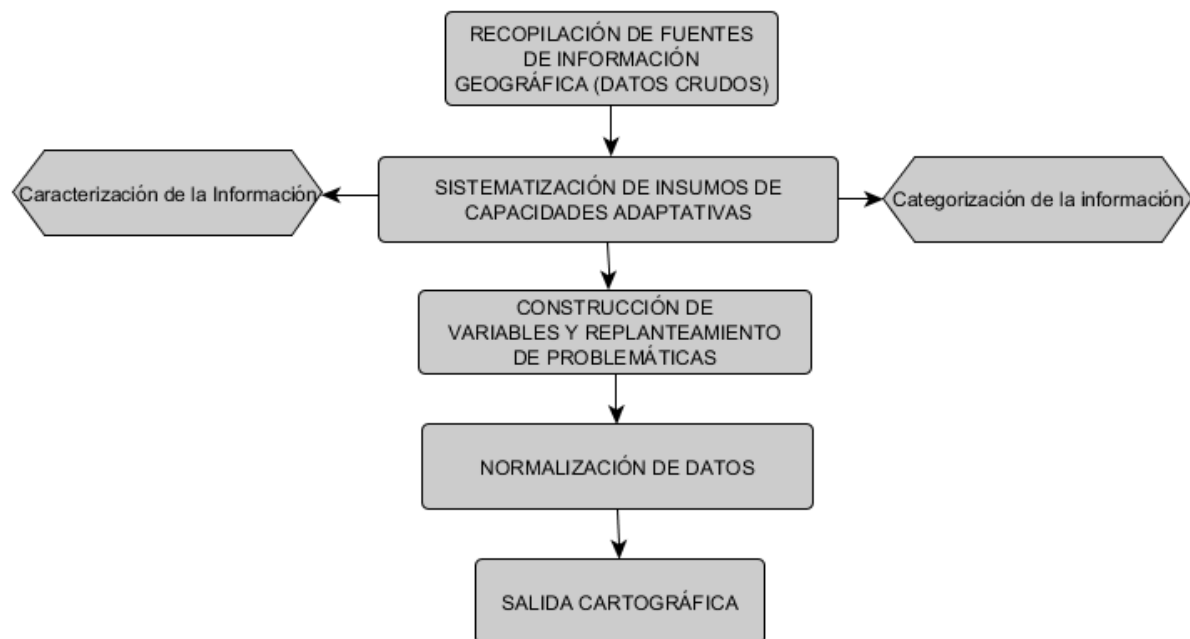 RECOPILACIÓN DE FUENTES
DE INFORMACIÓN
GEOGRÁFICA (DATOS CRUDOS)
Caracterización de la Información
SISTEMATIZACIÓN DE INSUMOS DE
CAPACIDADES ADAPTATIVAS
Categorización de la información
CONSTRUCCIÓN DE
VARIABLES Y REPLANTEAMIENTO
DE PROBLEMÁTICAS
NORMALIZACIÓN DE DATOS
SALIDA CARTOGRÁFICA